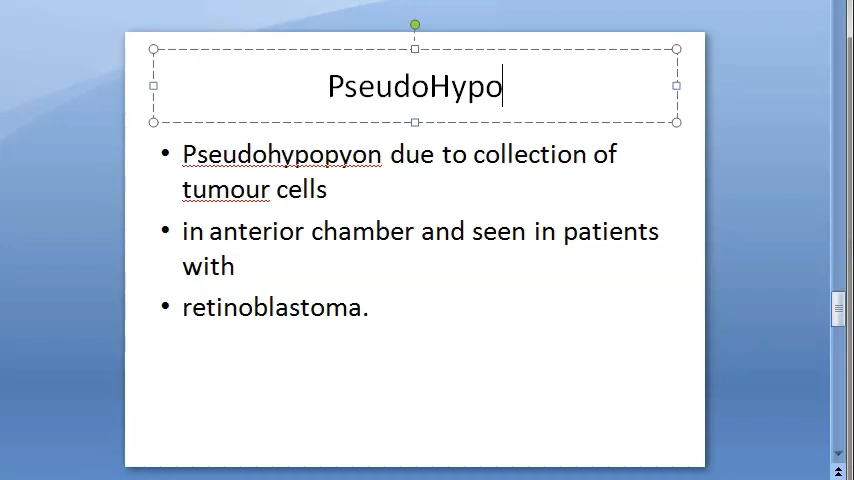 PseudoHypo
• Pseudohypopyon due to collection of
tumour cells
• in anterior chamber and seen in patients
with
• retinoblastoma.